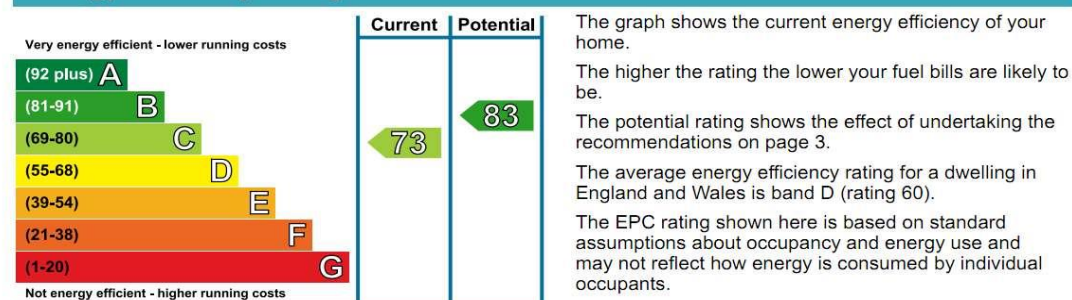 Current Potential
Very energy efficient - lower running costs
(92 plus) A
(81-91) B
(69-80) C
(55-68) D
(39-54) E
(21-38) F
(1-20) G
Not energy efficient - higher running costs
73
83
The graph shows the current energy efficiency of your
home.
The higher the rating the lower your fuel bills are likely to
be.
The potential rating shows the effect of undertaking the
recommendations on page 3.
The average energy efficiency rating for a dwelling in
England and Wales is band D (rating 60).
The EPC rating shown here is based on standard
assumptions about occupancy and energy use and
may not reflect how energy is consumed by individual
occupants.